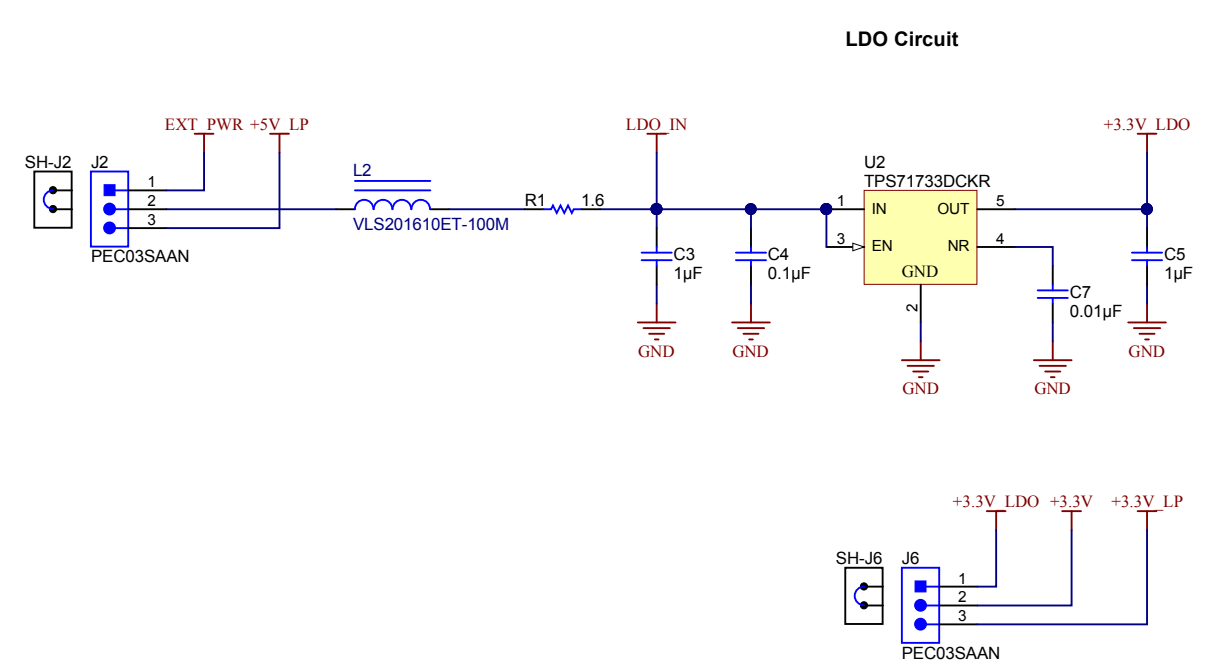 LDO Circuit
EXT_PWR +5V_LP
LDO_IN
+3.3V_LDO
SH-J2 J2
1
2
3
PEC03SAAN
L2
VLS201610ET-100M
R1 1.6
C3
1µF
GND
C4
0.1µF
GND
U2
TPS71733DCKR
1 IN OUT 5
3 EN NR 4
GND
2
GND
C7
0.01µF
GND
C5
1µF
GND
+3.3V_LDO +3.3V +3.3V_LP
SH-J6 J6
1
2
3
PEC03SAAN